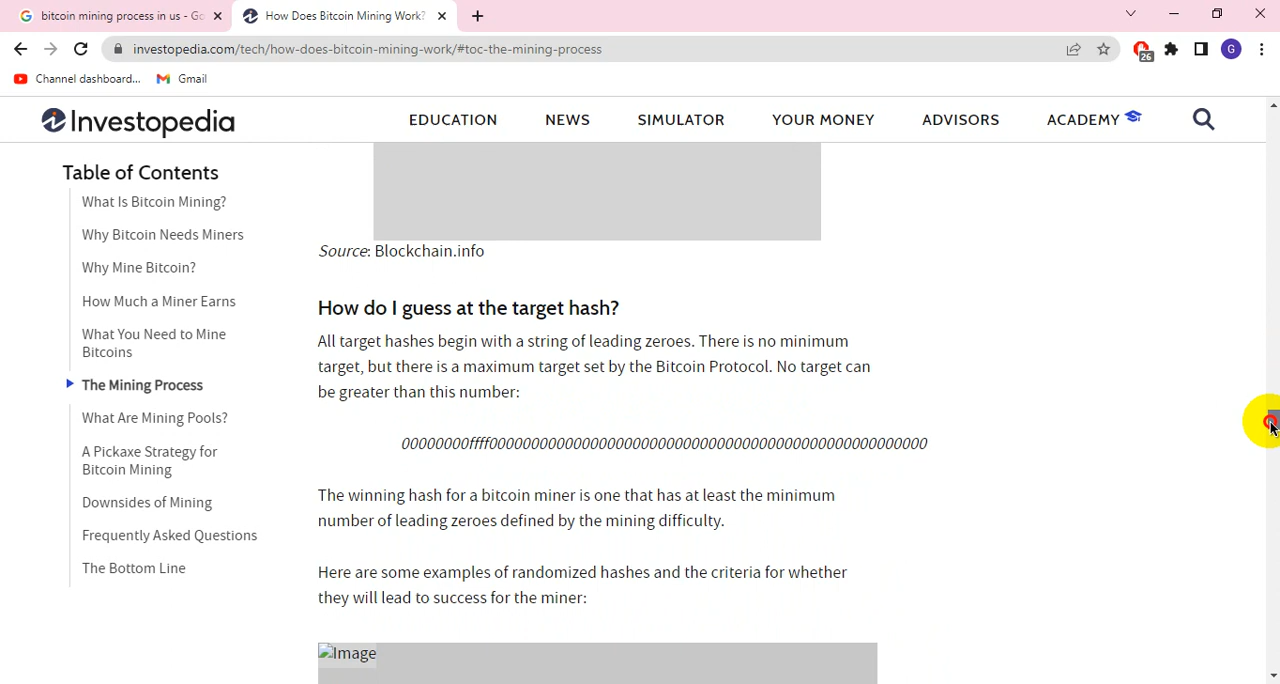 bitcoin mining process in us - Go
How Does Bitcoin Mining Work?
investopedia.com/tech/how-does-bitcoin-mining-work/#toc-the-mining-process
26
G
Channel dashboard...
Gmail
Investopedia
EDUCATION
NEWS
SIMULATOR
YOUR MONEY
ADVISORS
ACADEMY
Table of Contents
What Is Bitcoin Mining?
Why Bitcoin Needs Miners
Why Mine Bitcoin?
How Much a Miner Earns
What You Need to Mine
Bitcoins
The Mining Process
What Are Mining Pools?
A Pickaxe Strategy for
Bitcoin Mining
Downsides of Mining
Frequently Asked Questions
The Bottom Line
Source: Blockchain.info
How do I guess at the target hash?
All target hashes begin with a string of leading zeroes. There is no minimum
target, but there is a maximum target set by the Bitcoin Protocol. No target can
be greater than this number:
00000000ffff0000000000000000000000000000000000000000000000000000
The winning hash for a bitcoin miner is one that has at least the minimum
number of leading zeroes defined by the mining difficulty.
Here are some examples of randomized hashes and the criteria for whether
they will lead to success for the miner:
Image